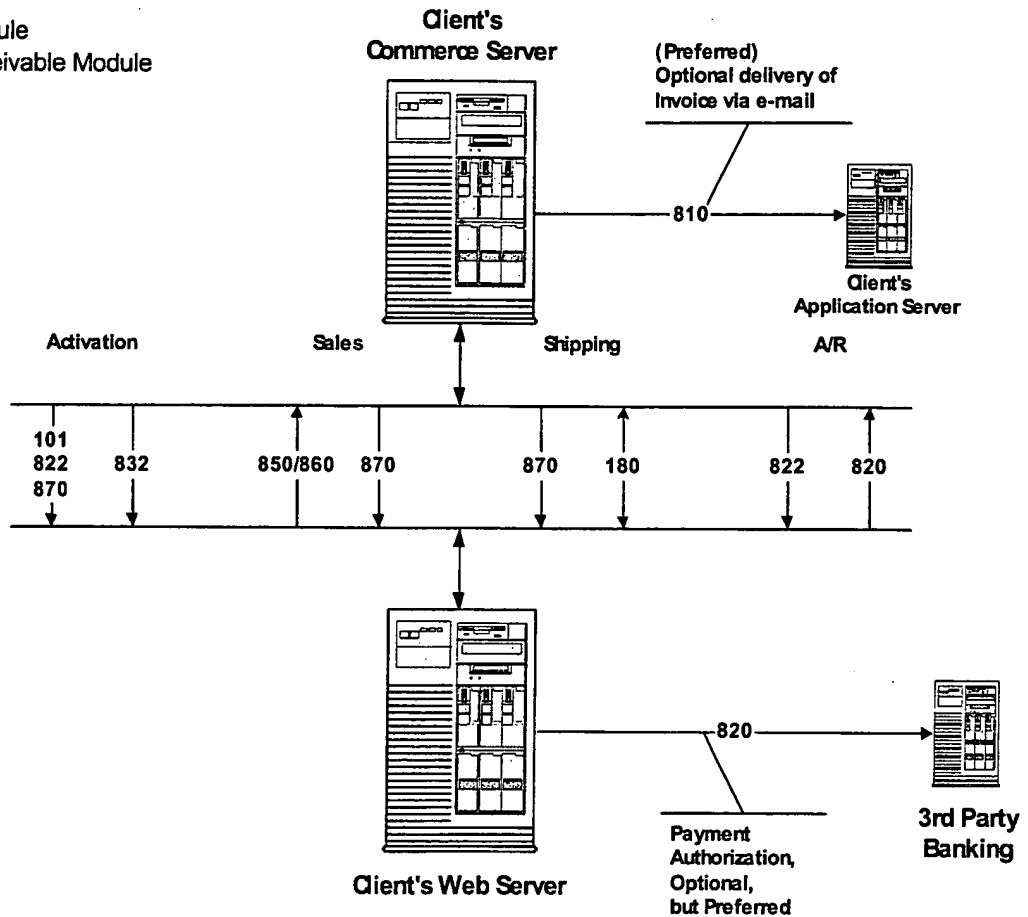 ule
eivable Module
Client's
Commerce Server
(Preferred)
Optional delivery of
Invoice via e-mail
810
Client's
Application Server
Activation
Sales
Shipping
A/R
101
822
870
832
850/860
870
870
180
822
820
820
Payment
Authorization,
Optional,
but Preferred
3rd Party
Banking
Client's Web Server